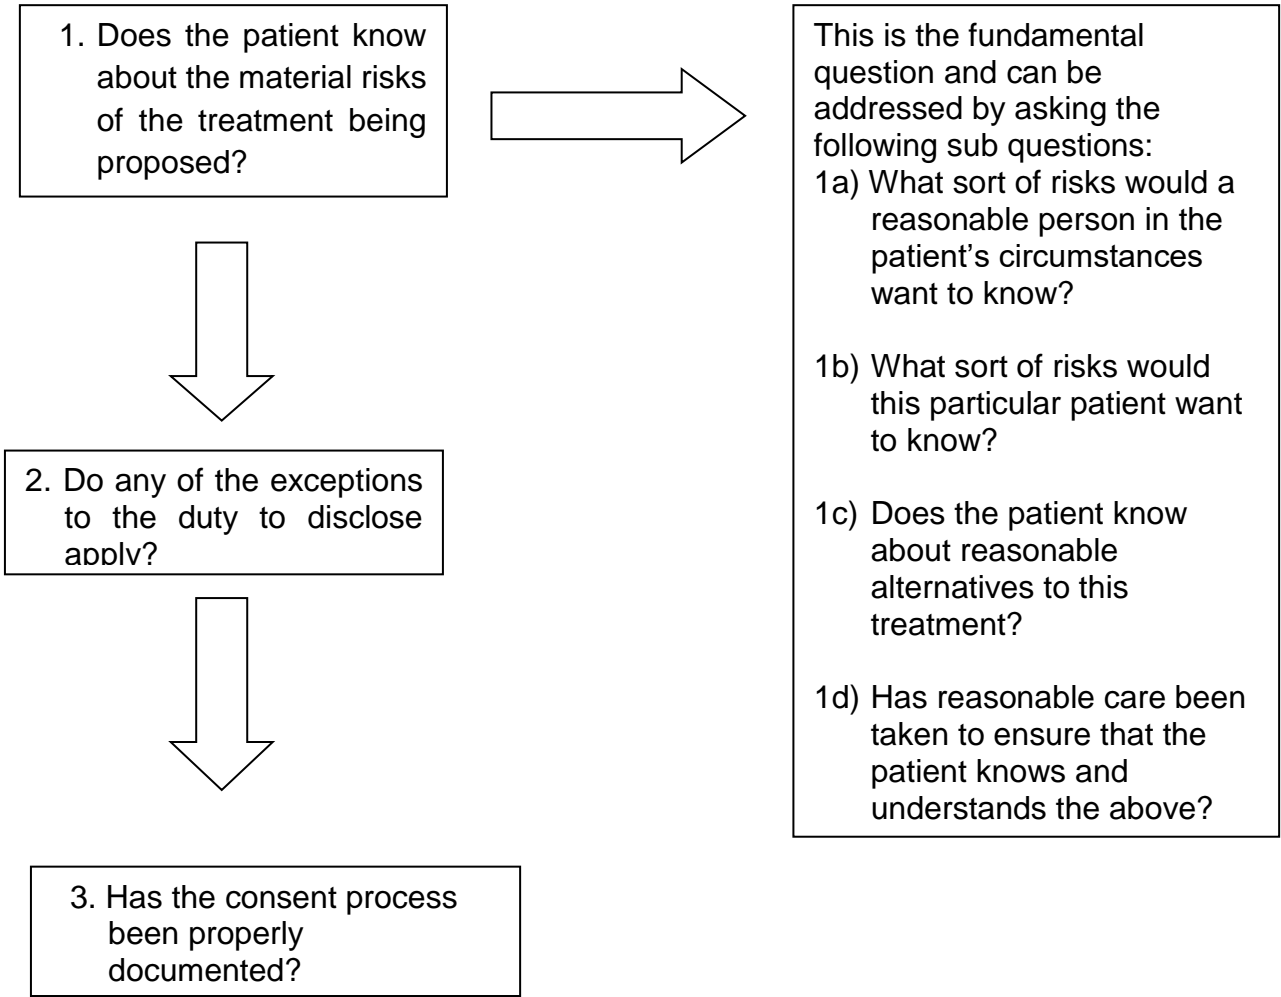 1. Does the patient know
about the material risks
of the treatment being
proposed?
This is the fundamental
question and can be
addressed by asking the
following sub questions:
1a) What sort of risks would a
reasonable person in the
patient’s circumstances
want to know?
1b) What sort of risks would
this particular patient want
to know?
1c) Does the patient know
about reasonable
alternatives to this
treatment?
1d) Has reasonable care been
taken to ensure that the
patient knows and
understands the above?
2. Do any of the exceptions
to the duty to disclose
apply?
3. Has the consent process
been properly
documented?